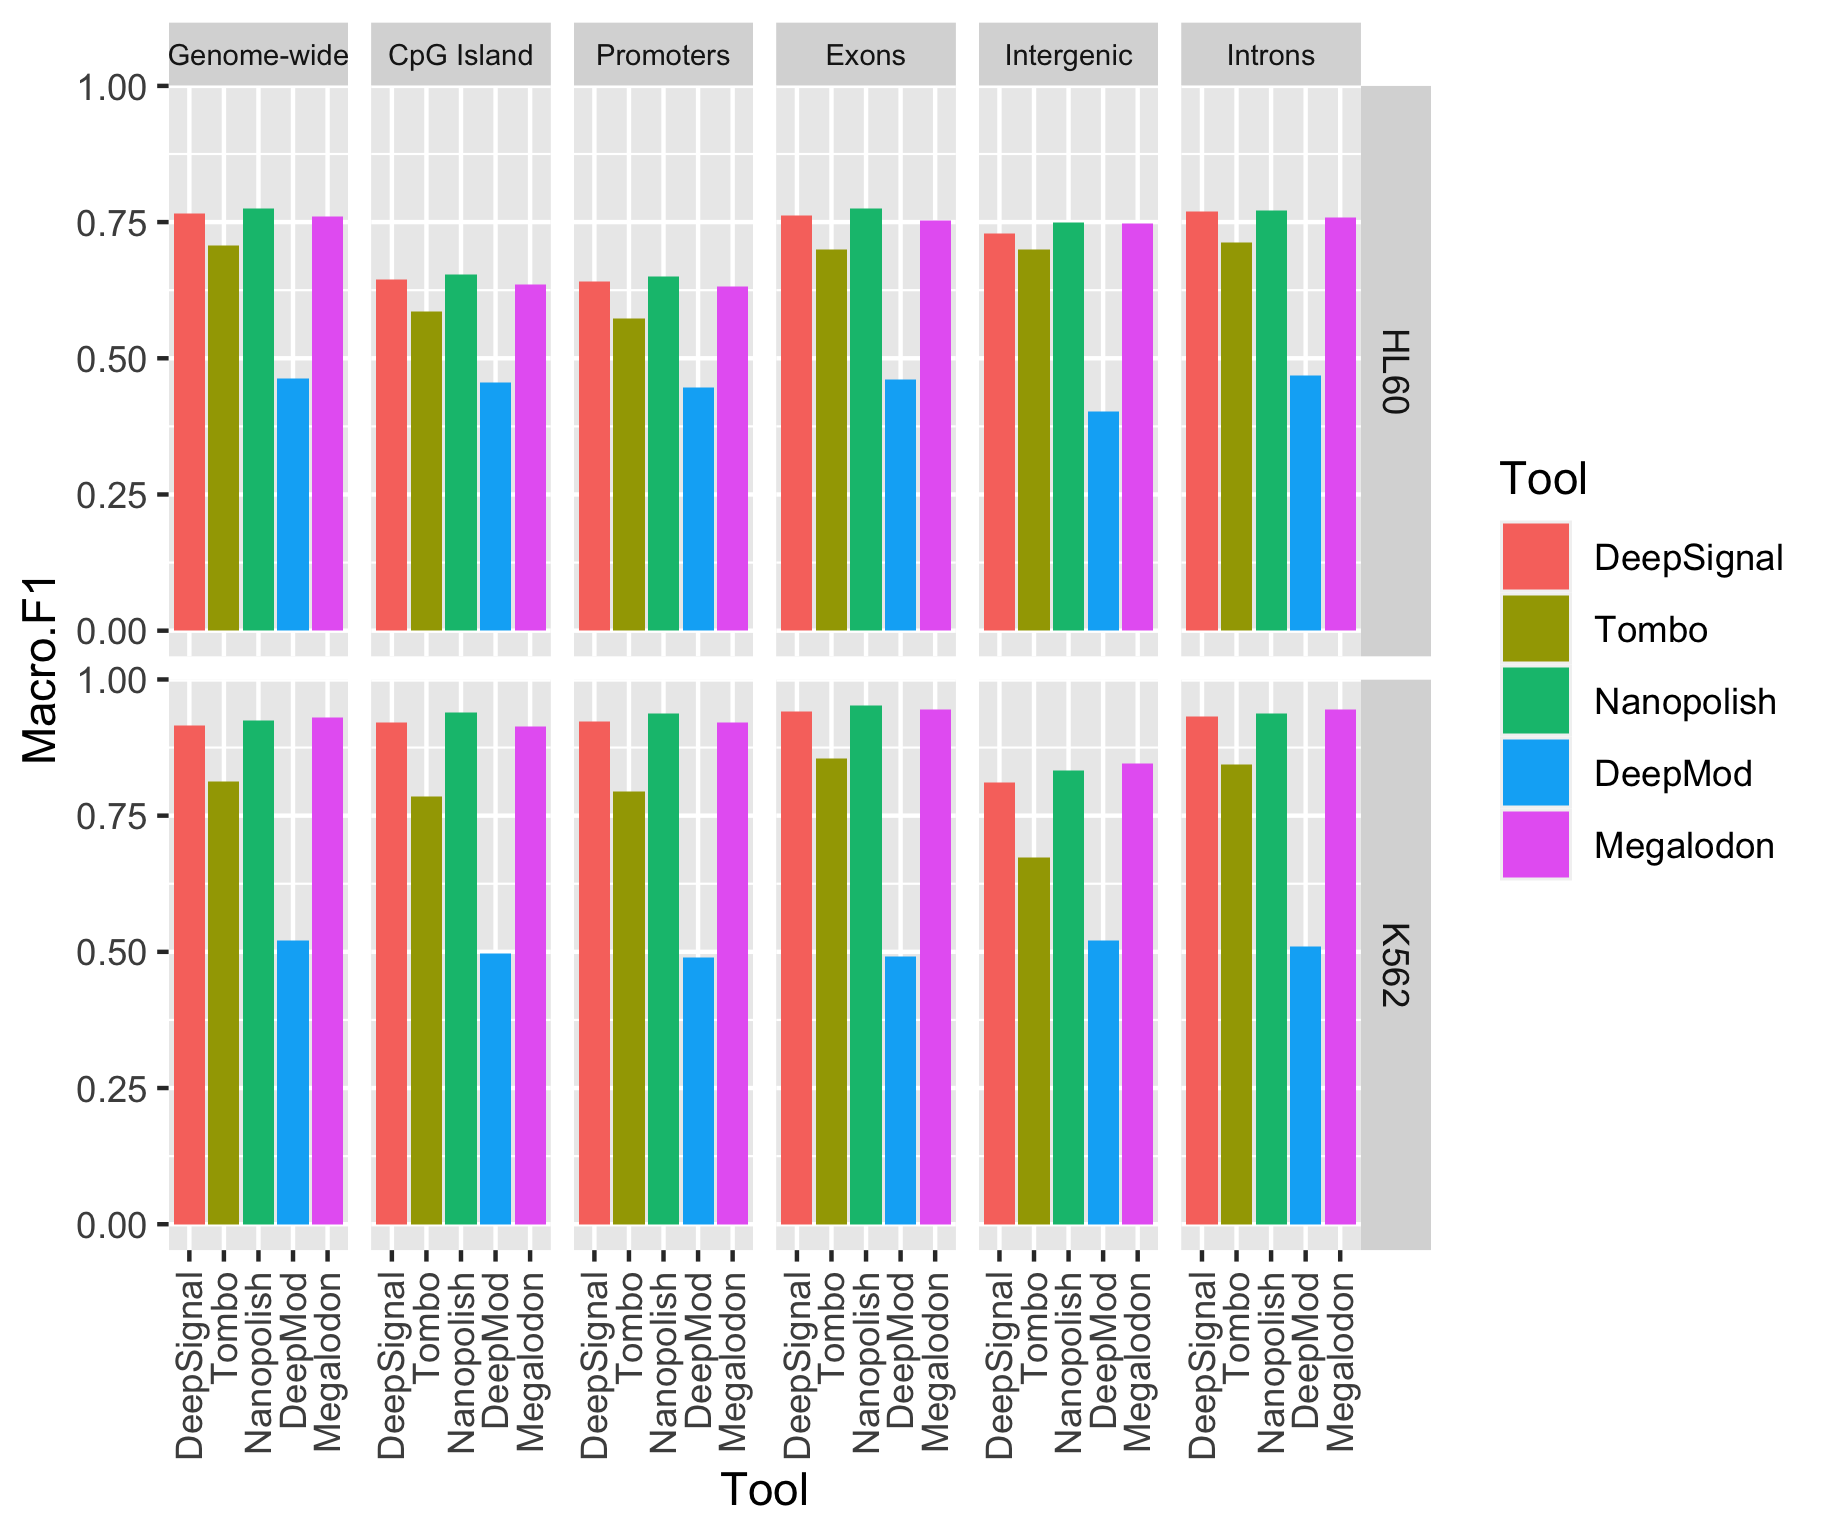 Genome-wide CpG Island Promoters Exons Intergenic Introns
1.00
0.75
0.50
0.25
0.00
HL60
1.00
0.75
0.50
0.25
0.00
K562
Macro.F1
DeepSignal Tombo Nanopolish DeepMod Megalodon DeepSignal Tombo Nanopolish DeepMod Megalodon DeepSignal Tombo Nanopolish DeepMod Megalodon DeepSignal Tombo Nanopolish DeepMod Megalodon DeepSignal Tombo Nanopolish DeepMod Megalodon DeepSignal Tombo Nanopolish DeepMod Megalodon
Tool
Tool
DeepSignal
Tombo
Nanopolish
DeepMod
Megalodon